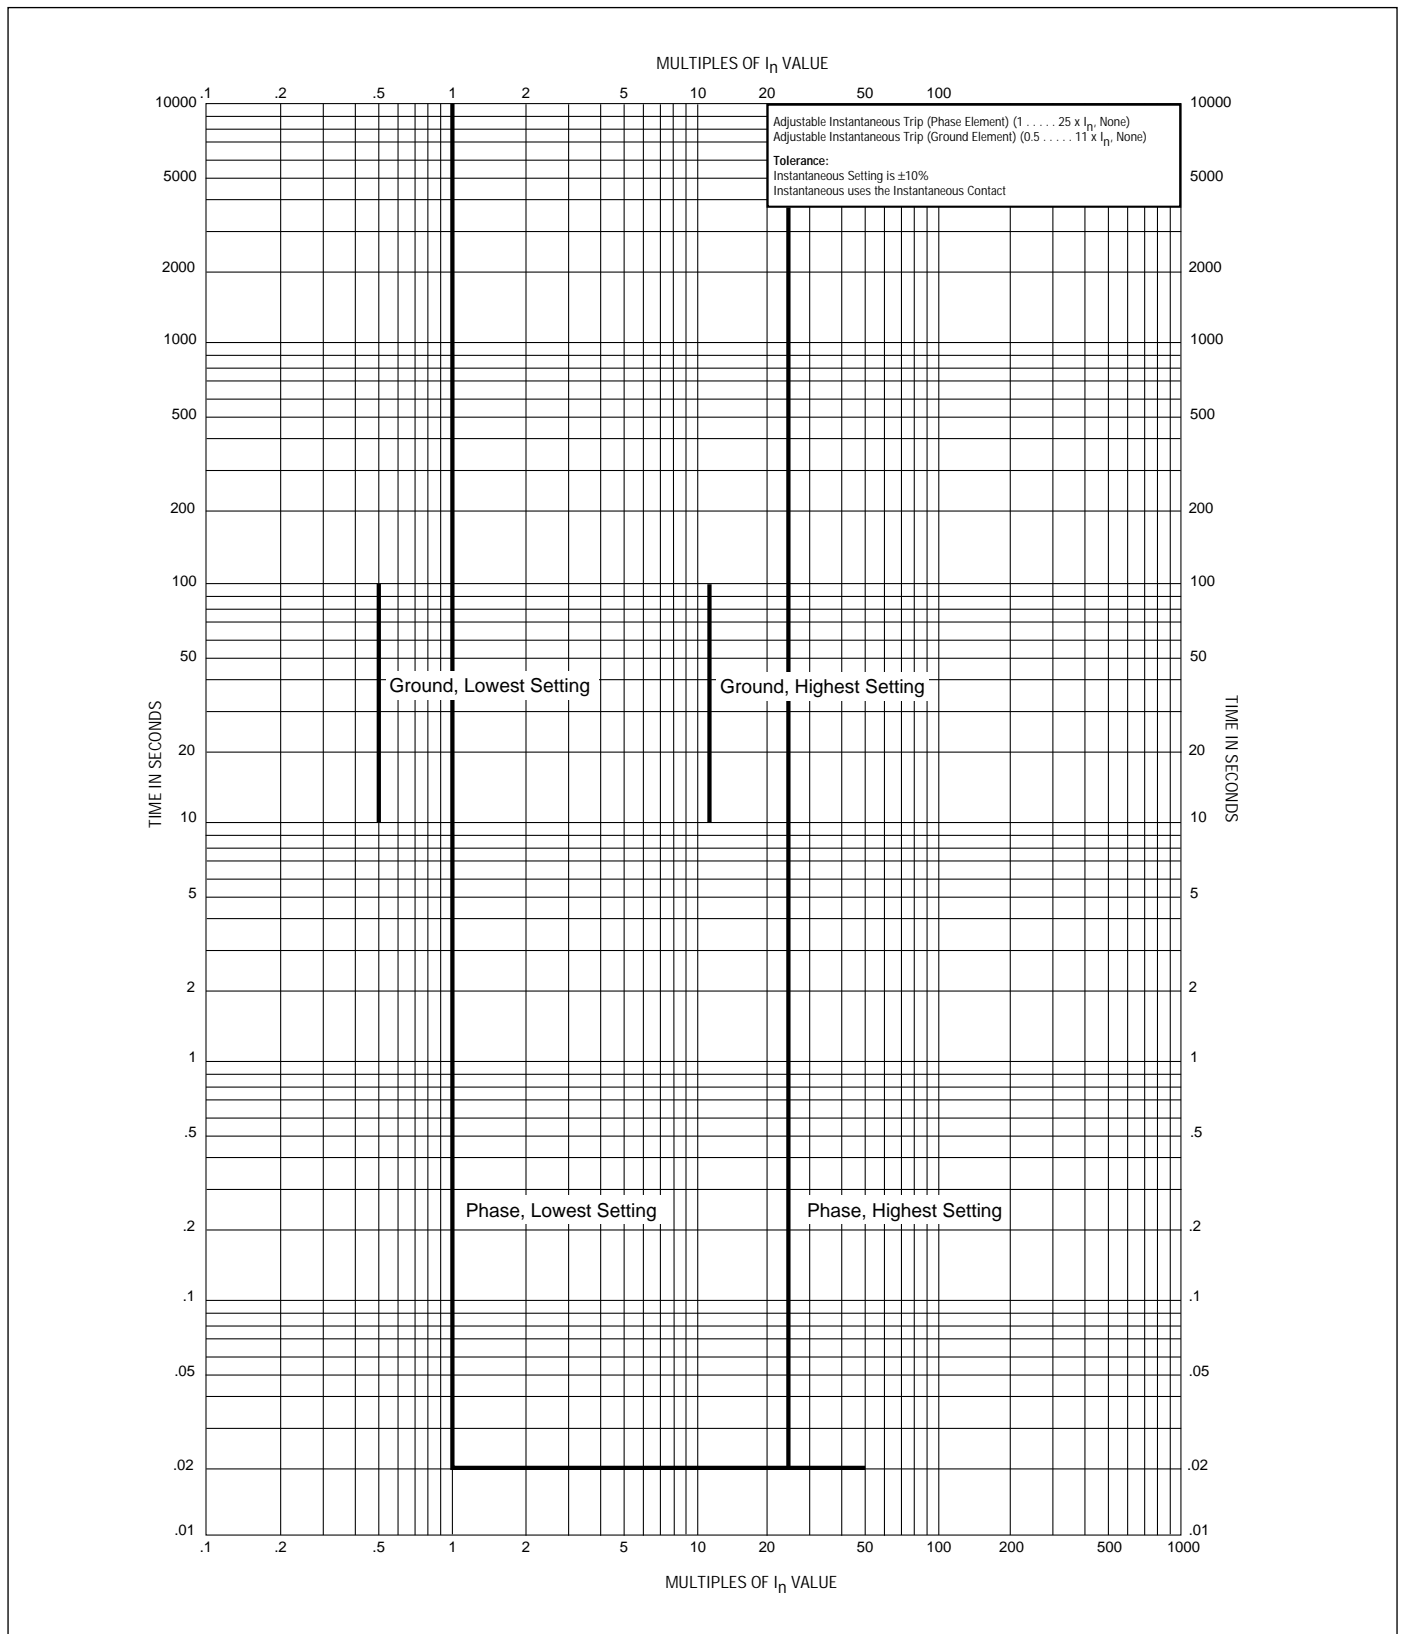 MULTIPLES OF In VALUE
.1 .2 .5 1 2 5 10 20 50 100
10000 10000
Adjustable Instantaneous Trip (Phase Element) (1 . . . . . 25 x In, None)
Adjustable Instantaneous Trip (Ground Element) (0.5 . . . . . 11 x In, None)
Tolerance:
Instantaneous Setting is ±10%
Instantaneous uses the Instantaneous Contact
5000 5000
2000 2000
1000 1000
500 500
200 200
100 100
50 50
Ground, Lowest Setting Ground, Highest Setting
TIME IN SECONDS TIME IN SECONDS
20 20
10 10
5 5
2 2
1 1
.5 .5
Phase, Lowest Setting Phase, Highest Setting
.2 .2
.1 .1
.05 .05
.02 .02
.01 .01
.1 .2 .5 1 2 5 10 20 50 100 200 500 1000
MULTIPLES OF In VALUE